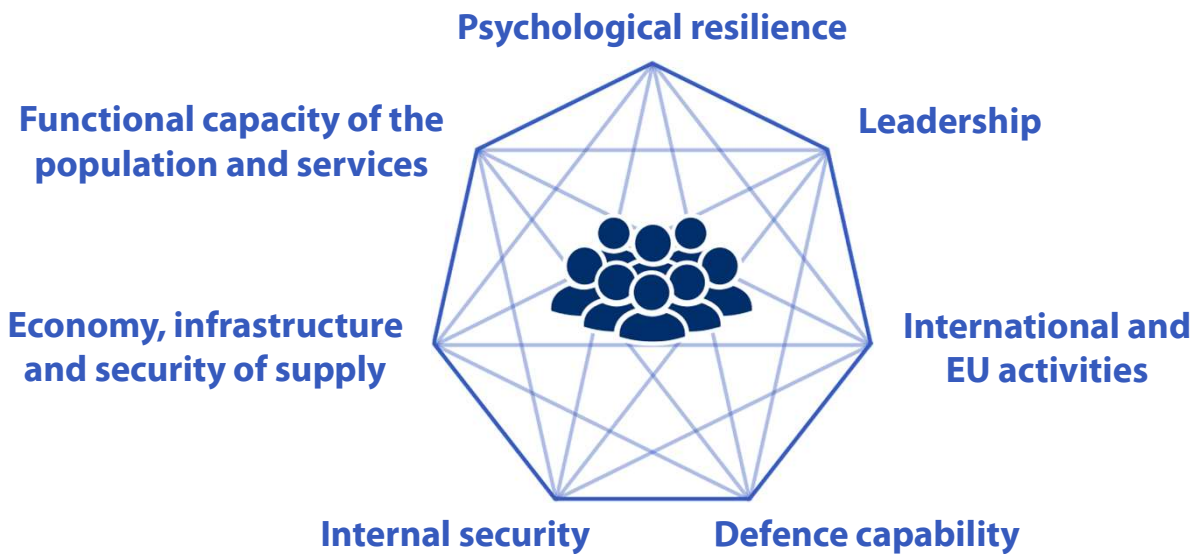 Psychological resilience
Functional capacity of the
population and services
Leadership
Economy, infrastructure
and security of supply
International and
EU activities
Internal security
Defence capability